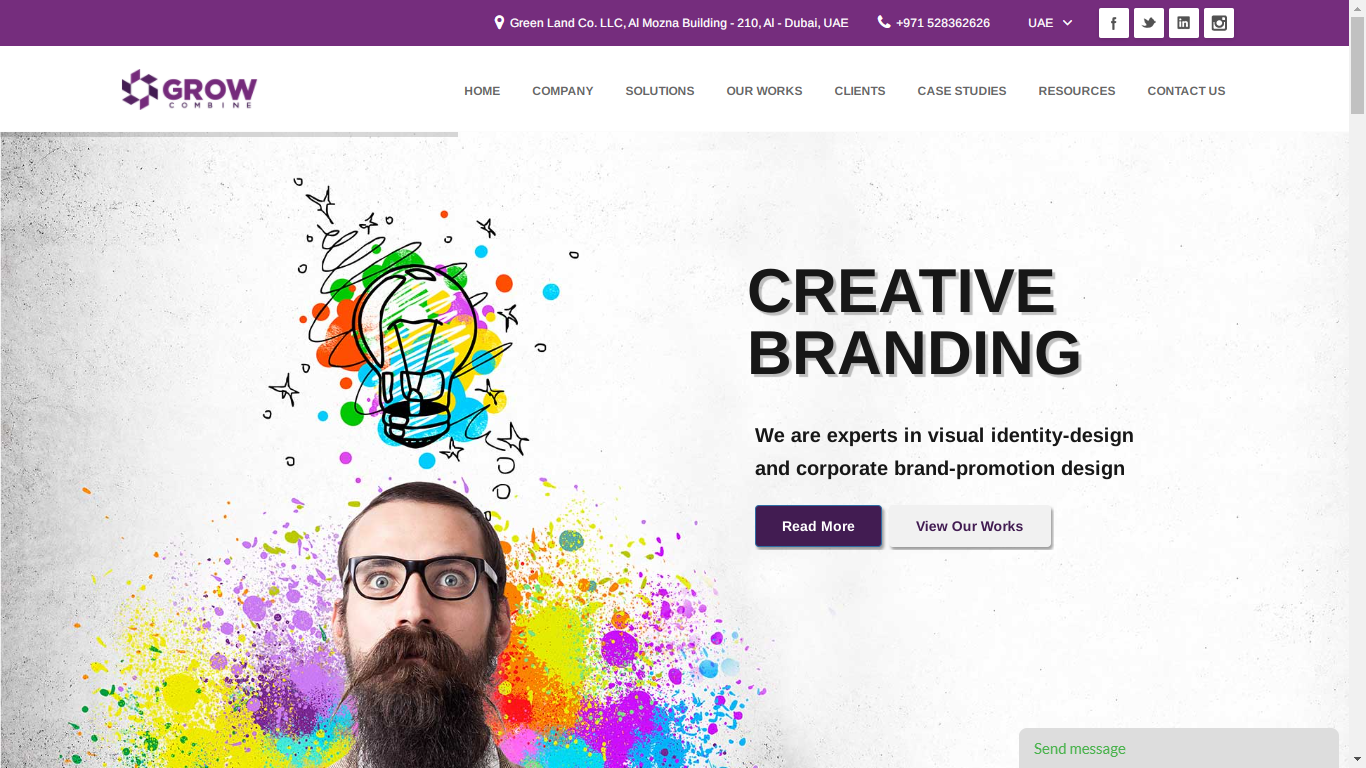 Green Land Co. LLC, Al Mozna Building - 210, Al - Dubai, UAE
+971 528362626
UAE
GROW
COMBINE
HOME COMPANY SOLUTIONS OUR WORKS CLIENTS CASE STUDIES RESOURCES CONTACT US
CREATIVE
BRANDING
We are experts in visual identity-design
and corporate brand-promotion design
Read More View Our Works
Send message